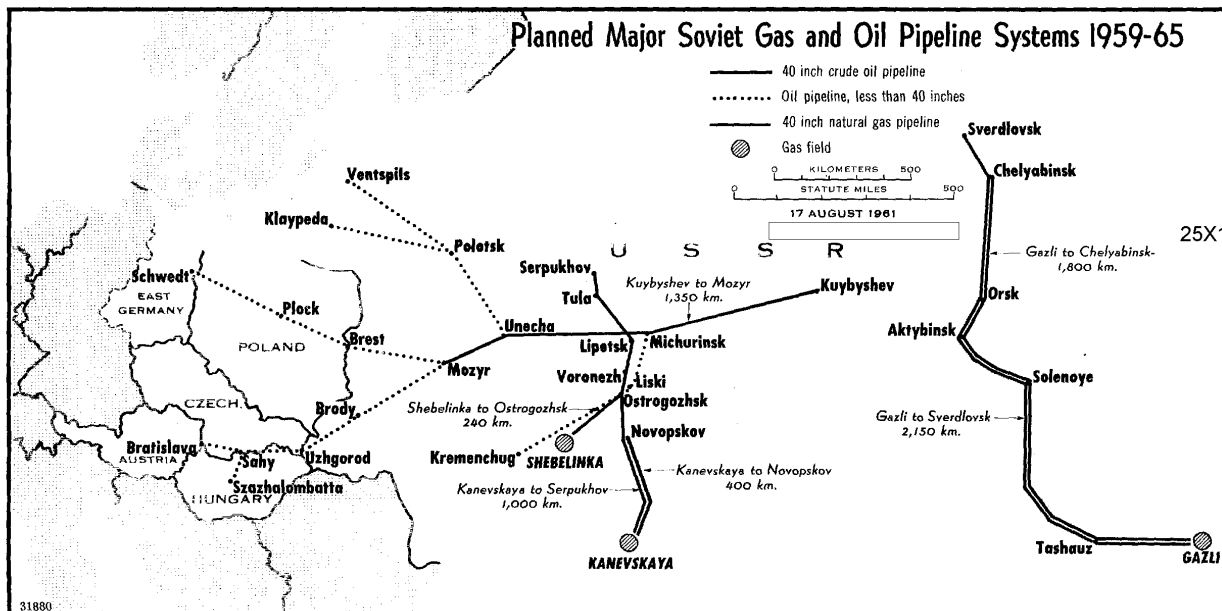 Planned Major Soviet Gas and Oil Pipeline Systems 1959-65
40 inch crude oil pipeline
Oil pipeline, less than 40 inches
40 inch natural gas pipeline
Gas field
0 KILOMETERS 500
0 STATUTE MILES 500
17 AUGUST 1961
25X1
U S S R
Sverdlovsk
Chelyabinsk
Gazli to Chelyabinsk-
1,800 km.
Orsk
Aktybinsk
Solenoye
Gazli to Sverdlovsk
2,150 km.
Tashauz
GAZLI
Ventspils
Klaypeda
Polotsk
Schwedt
EAST
GERMANY
Plock
POLAND
Brest
Unecha
Mozyr
Serpukhov
Tula
Kuybyshev to Mozyr
1,350 km.
Kuybyshev
Lipetsk
Michurinsk
Voronezh
Liski
Ostrogozhsk
Shebelinka to Ostrogozhsk
240 km.
CZECH.
Brody
Bratislava
AUSTRIA
Sahy
Uzhgorod
Szazhalombatta
HUNGARY
Kremenchug
SHEBELINKA
Novopskov
Kanevskaya to Novopskov
400 km.
Kanevskaya to Serpukhov
1,000 km.
KANEVSKAYA
31880